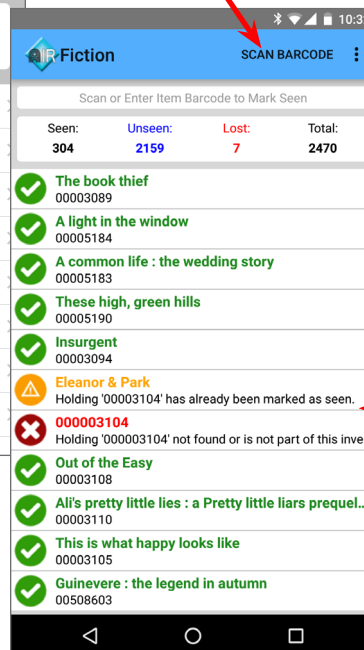 10:3
AIR Fiction
SCAN BARCODE
Scan or Enter Item Barcode to Mark Seen
Seen: Unseen: Lost: Total:
304 2159 7 2470
The book thief
00003089
A light in the window
00005184
A common life : the wedding story
00005183
These high, green hills
00005190
Insurgent
00003094
Eleanor & Park
Holding '00003104' has already been marked as seen.
000003104
Holding '000003104' not found or is not part of this inve
Out of the Easy
00003108
Ali's pretty little lies : a Pretty little liars prequel...
00003110
This is what happy looks like
00003105
Guinevere : the legend in autumn
00508603